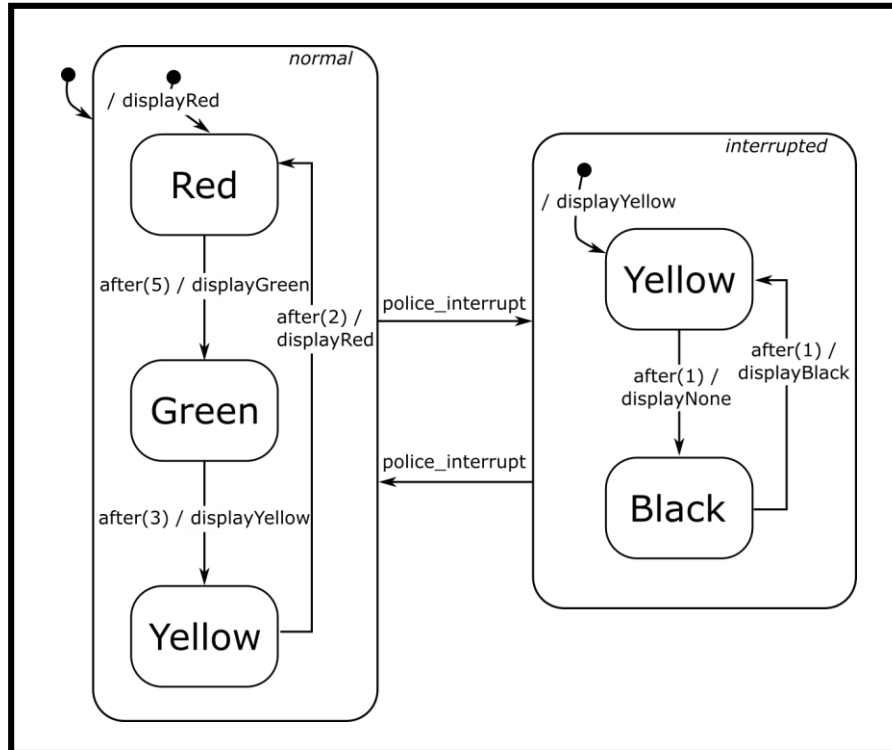 normal
/ displayRed
Red
after(5) / displayGreen
after(2) /
displayRed
Green
after(3) / displayYellow
Yellow
police_interrupt
police_interrupt
interrupted
/ displayYellow
Yellow
after(1) /
displayNone
after(1) /
displayBlack
Black